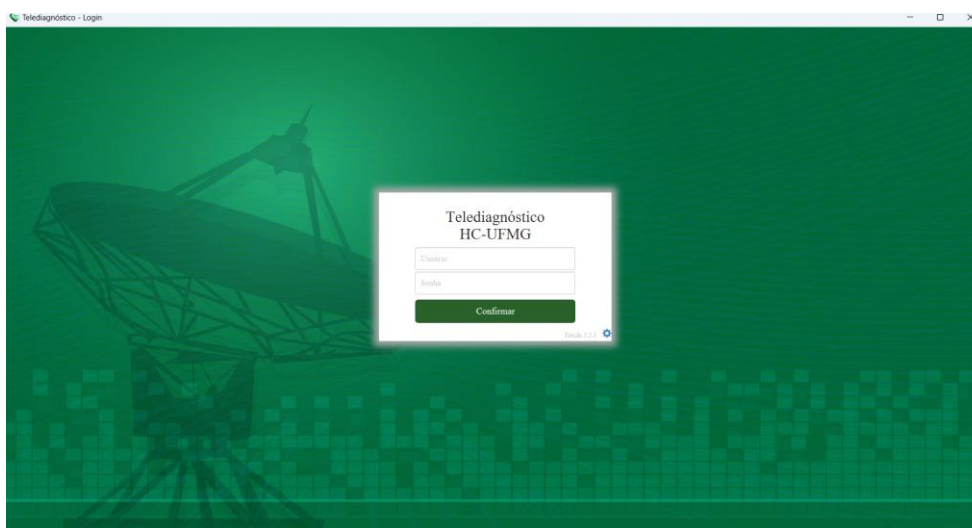 Telediagnóstico - Login
Telediagnóstico
HC-UFMG
Usuário
Senha
Confirmar